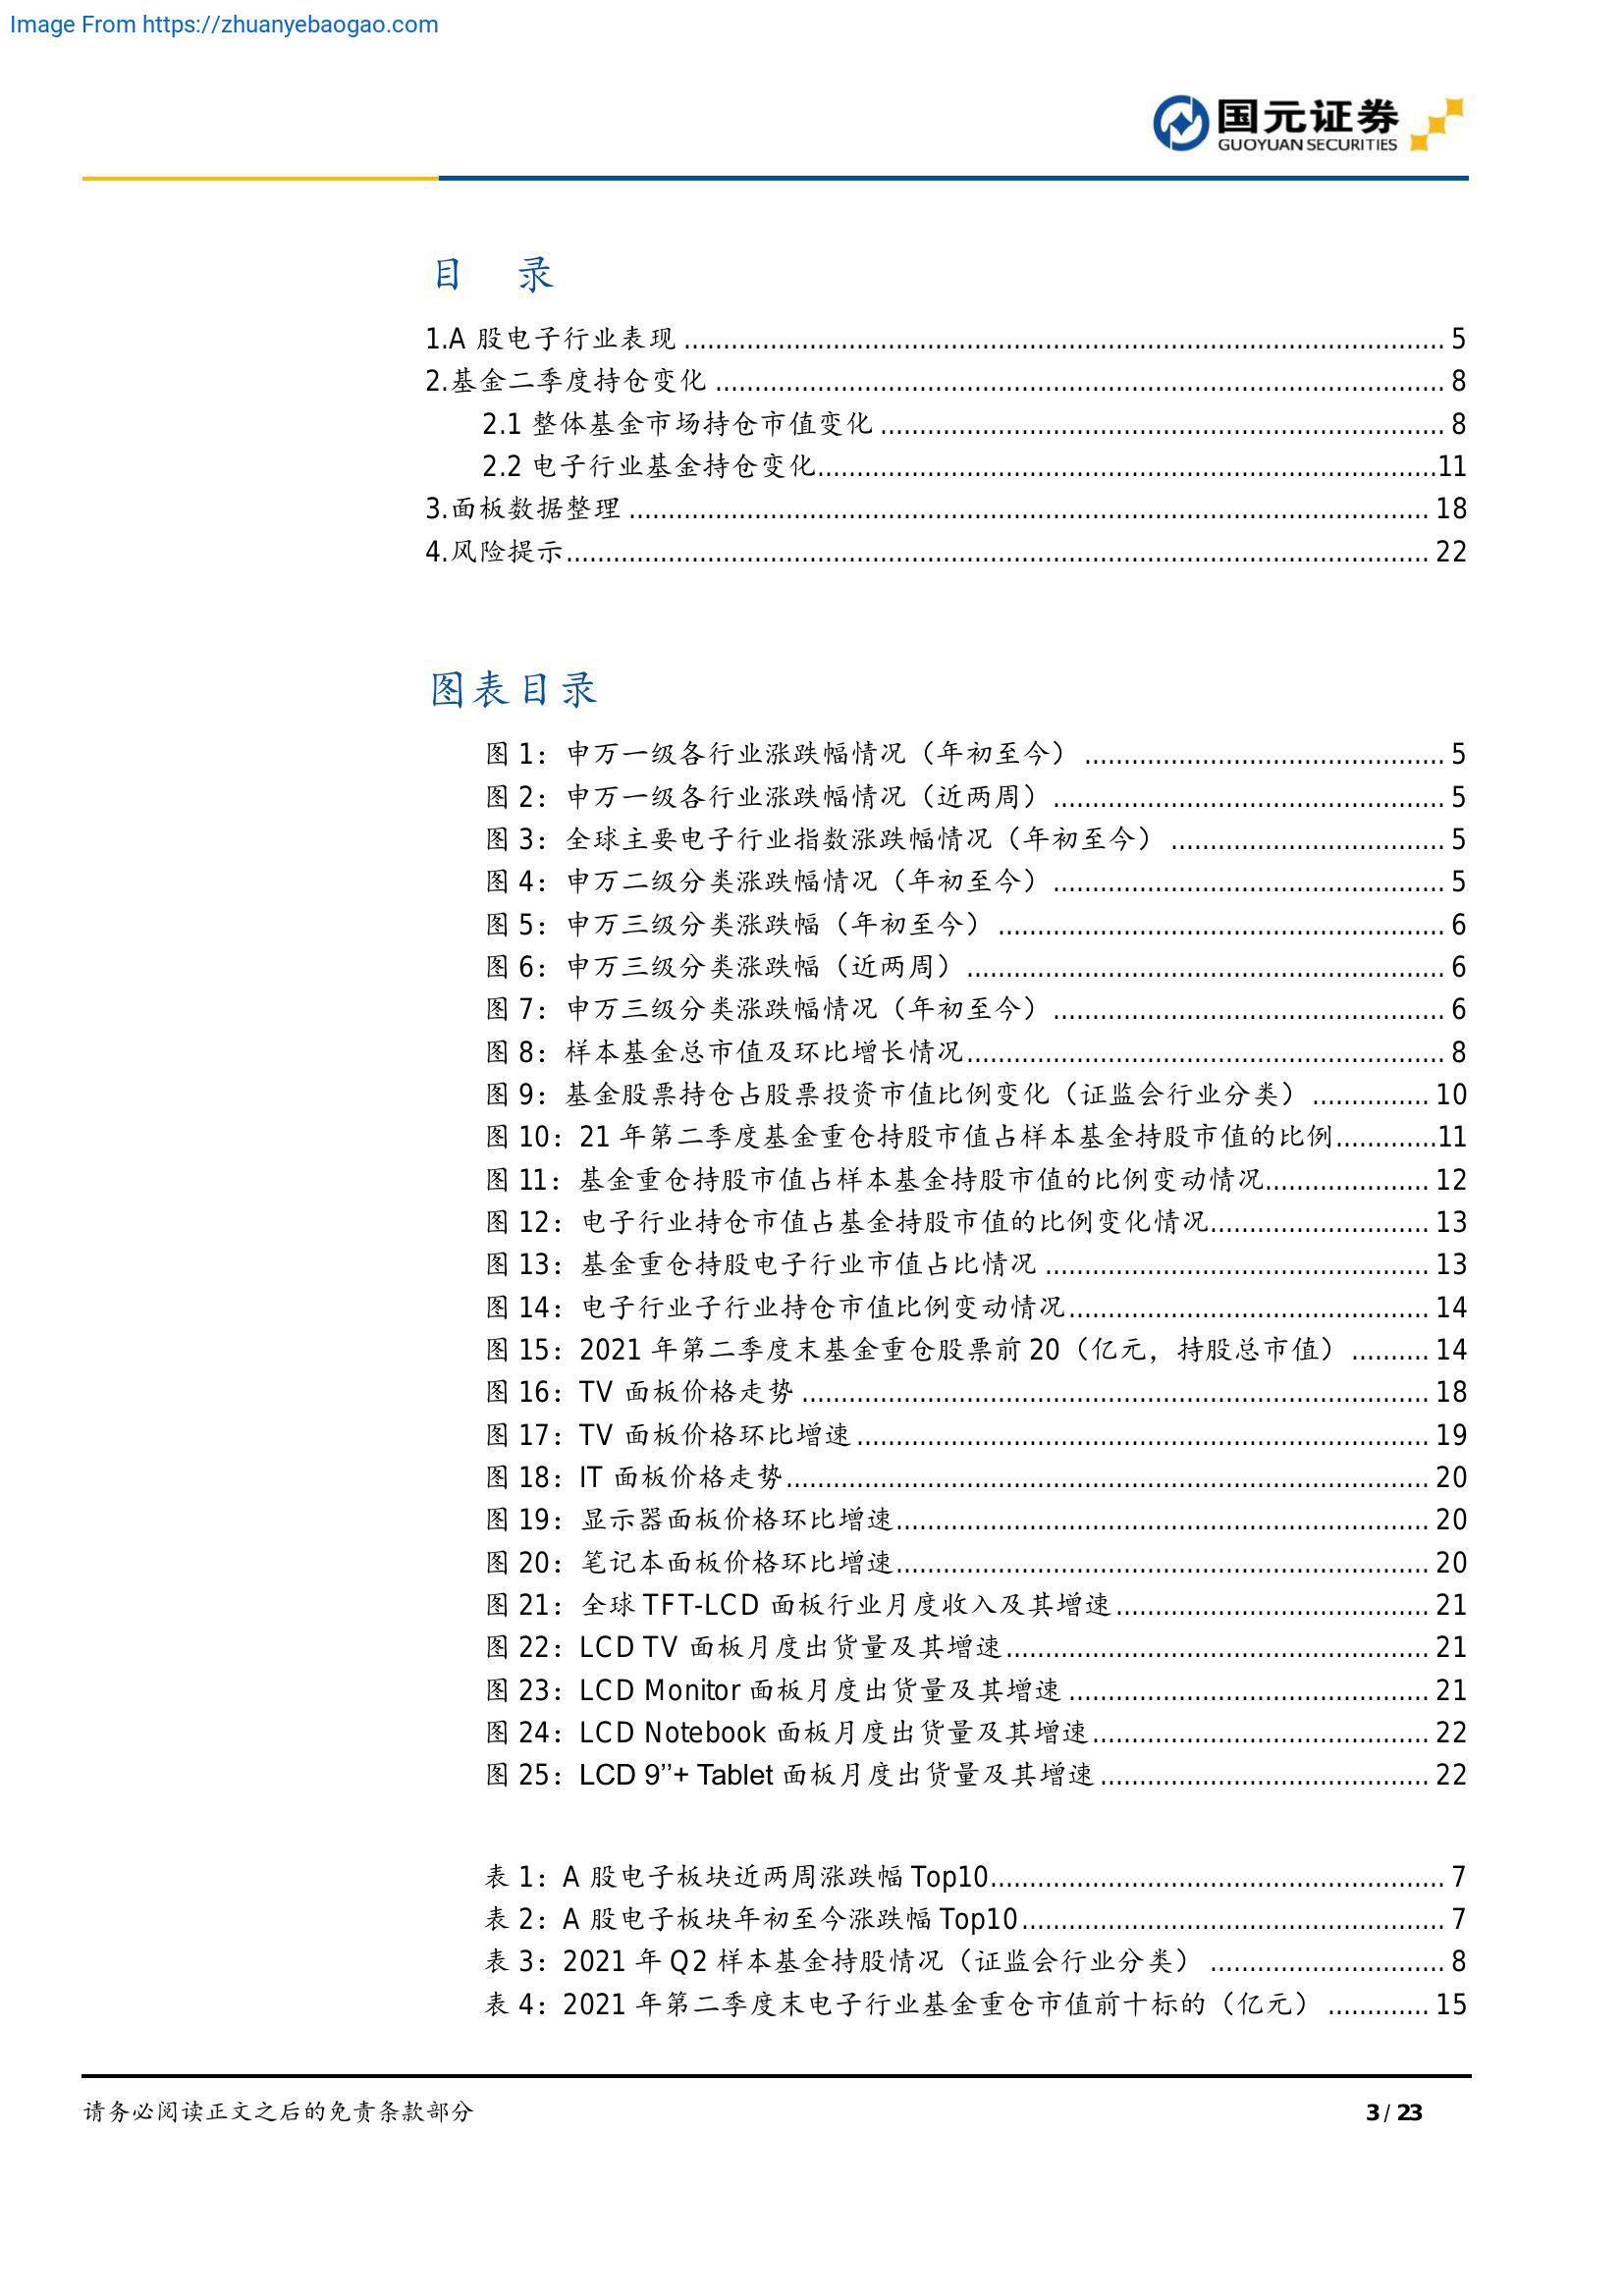 Image From https://zhuanyebaogao.com
国元证券
GUOYUAN SECURITIES
目 录
1.A 股电子行业表现 ........ 5
2.基金二季度持仓变化 ........ 8
2.1 整体基金市场持仓市值变化 ........ 8
2.2 电子行业基金持仓变化........11
3.面板数据整理 ........ 18
4.风险提示........ 22
图表目录
图 1：申万一级各行业涨跌幅情况（年初至今） ........ 5
图 2：申万一级各行业涨跌幅情况（近两周） ........ 5
图 3：全球主要电子行业指数涨跌幅情况（年初至今） ........ 5
图 4：申万二级分类涨跌幅情况（年初至今） ........ 5
图 5：申万三级分类涨跌幅（年初至今） ........ 6
图 6：申万三级分类涨跌幅（近两周） ........ 6
图 7：申万三级分类涨跌幅情况（年初至今） ........ 6
图 8：样本基金总市值及环比增长情况........ 8
图 9：基金股票持仓占股票投资市值比例变化（证监会行业分类） ........ 10
图 10：21 年第二季度基金重仓持股市值占样本基金持股市值的比例........11
图 11：基金重仓持股市值占样本基金持股市值的比例变动情况........ 12
图 12：电子行业持仓市值占基金持股市值的比例变化情况........ 13
图 13：基金重仓持股电子行业市值占比情况 ........ 13
图 14：电子行业子行业持仓市值比例变动情况........ 14
图 15：2021 年第二季度末基金重仓股票前 20（亿元，持股总市值） ........ 14
图 16：TV 面板价格走势 ........ 18
图 17：TV 面板价格环比增速 ........ 19
图 18：IT 面板价格走势........ 20
图 19：显示器面板价格环比增速........ 20
图 20：笔记本面板价格环比增速........ 20
图 21：全球 TFT-LCD 面板行业月度收入及其增速........ 21
图 22：LCD TV 面板月度出货量及其增速........ 21
图 23：LCD Monitor 面板月度出货量及其增速 ........ 21
图 24：LCD Notebook 面板月度出货量及其增速........ 22
图 25：LCD 9’’+ Tablet 面板月度出货量及其增速 ........ 22
表 1：A 股电子板块近两周涨跌幅 Top10........ 7
表 2：A 股电子板块年初至今涨跌幅 Top10........ 7
表 3：2021 年 Q2 样本基金持股情况（证监会行业分类） ........ 8
表 4：2021 年第二季度末电子行业基金重仓市值前十标的（亿元） ........ 15
请务必阅读正文之后的免责条款部分
3 / 23